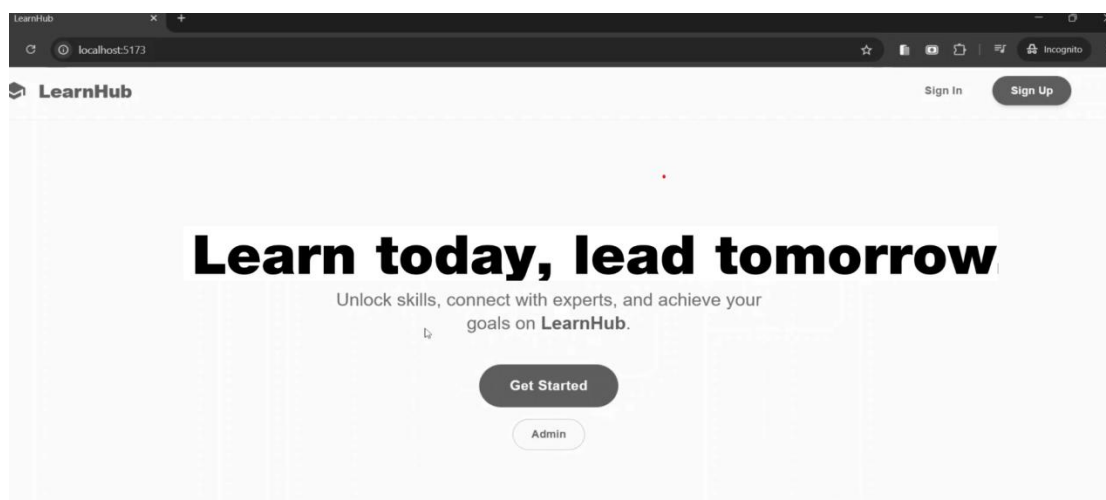 LearnHub
localhost:5173
Incognito
LearnHub
Sign In
Sign Up
Learn today, lead tomorrow.
Unlock skills, connect with experts, and achieve your
goals on LearnHub.
Get Started
Admin